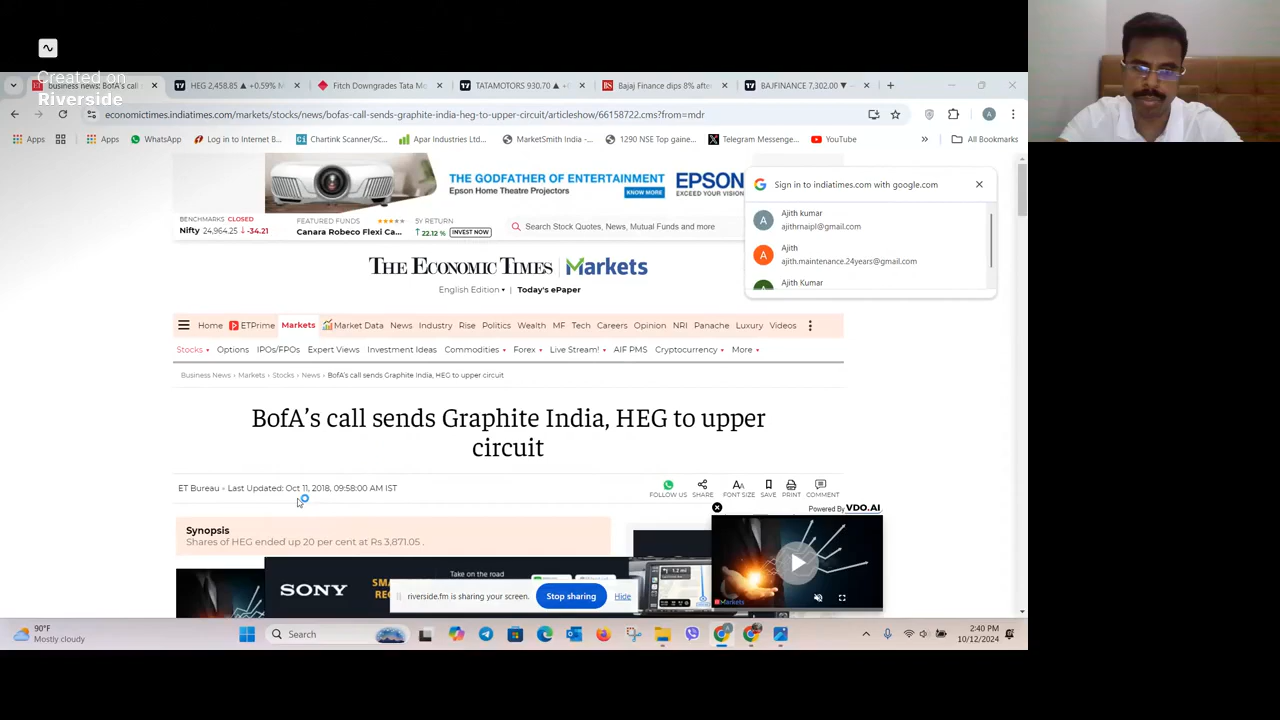 Created on
Riverside
business news: BofA's call
HEG 2,458.85 ▲ +0.59%
Fitch Downgrades Tata Mo
TATAMOTORS 930.70 ▲
Bajaj Finance dips 8% afte
BAJFINANCE 7,302.00 ▼
economictimes.indiatimes.com/markets/stocks/news/bofas-call-sends-graphite-india-heg-to-upper-circuit/articleshow/66158722.cms?from=mdr
Apps
Apps
WhatsApp
Log in to Internet B...
Chartink Scanner/Sc...
Apar Industries Ltd...
MarketSmith India -...
1290 NSE Top gaine...
Telegram Messenge...
YouTube
»
All Bookmarks
THE GODFATHER OF ENTERTAINMENT
Epson Home Theatre Projectors
KNOW MORE
EPSON
EXCEED YOUR VISION
Sign in to indiatimes.com with google.com
Ajith kumar
ajithrnaipl@gmail.com
Ajith
ajith.maintenance.24years@gmail.com
Ajith Kumar
BENCHMARKS CLOSED
Nifty 24,964.25 ↓ -34.21
FEATURED FUNDS
Canara Robeco Flexi Ca...
5Y RETURN
↑ 22.12 % INVEST NOW
Search Stock Quotes, News, Mutual Funds and more
THE ECONOMIC TIMES | Markets
English Edition ▾ | Today's ePaper
Home ETPrime Markets Market Data News Industry Rise Politics Wealth MF Tech Careers Opinion NRI Panache Luxury Videos
Stocks ▾ Options IPOs/FPOs Expert Views Investment Ideas Commodities ▾ Forex ▾ Live Stream! ▾ AIF PMS Cryptocurrency ▾ More ▾
Business News › Markets › Stocks › News › BofA's call sends Graphite India, HEG to upper circuit
BofA's call sends Graphite India, HEG to upper
circuit
ET Bureau • Last Updated: Oct 11, 2018, 09:58:00 AM IST
FOLLOW US
SHARE
FONT SIZE
SAVE
PRINT
COMMENT
Powered By VDO.AI
Synopsis
Shares of HEG ended up 20 per cent at Rs 3,871.05 .
SONY
Take on the road
riverside.fm is sharing your screen.
Stop sharing
Hide
Markets
90°F
Mostly cloudy
Search
2:40 PM
10/12/2024